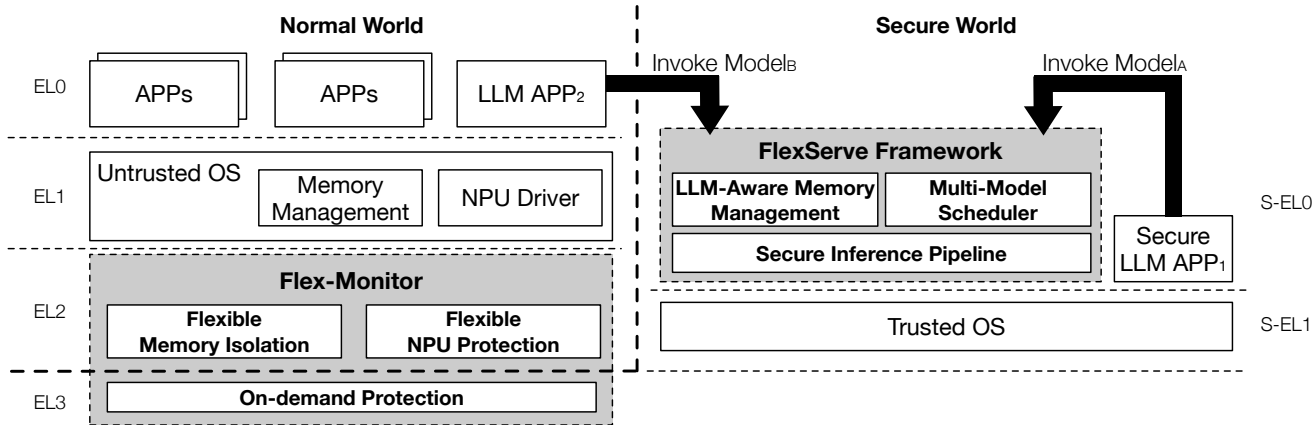 Normal World
Secure World
Invoke ModelB
Invoke ModelA
EL0
APPs
APPs
LLM APP2
FlexServe Framework
EL1
Untrusted OS
Memory
Management
NPU Driver
LLM-Aware Memory
Management
Multi-Model
Scheduler
S-EL0
Secure Inference Pipeline
Secure
LLM APP1
EL2
Flex-Monitor
Flexible
Memory Isolation
Flexible
NPU Protection
Trusted OS
S-EL1
EL3
On-demand Protection